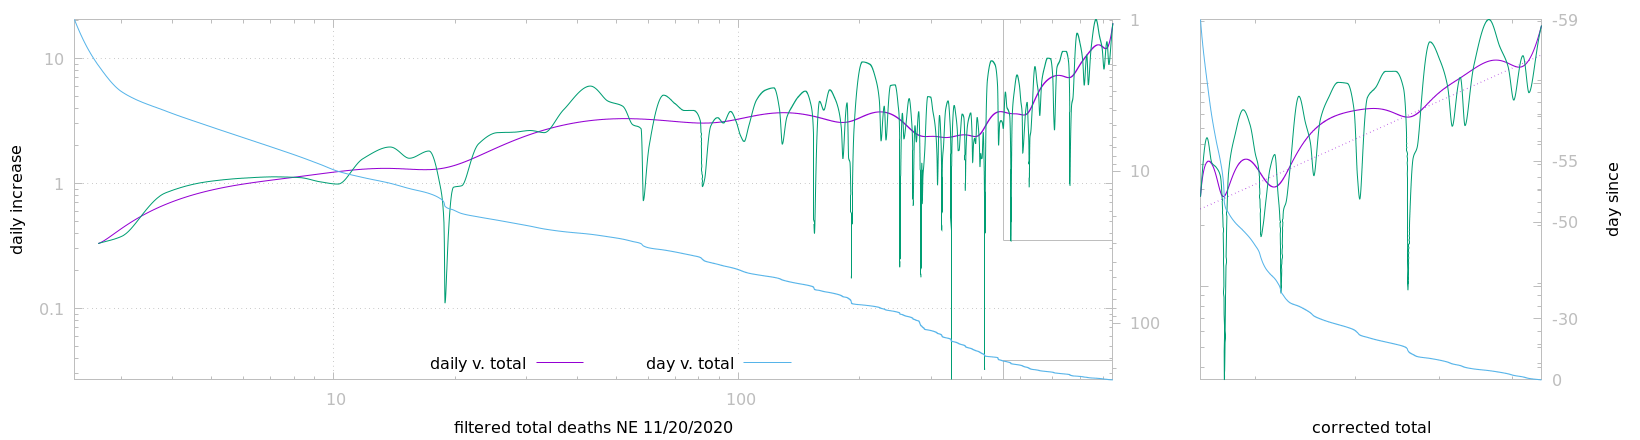 daily increase
10
1
0.1
daily v. total
day v. total
10
100
filtered total deaths NE 11/20/2020
1
10
100
-59
-55
-50
-30
0
day since
corrected total